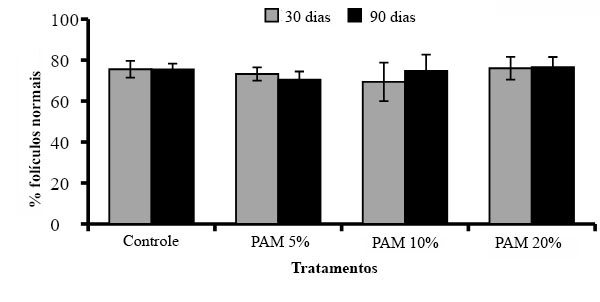 30 dias 90 dias
100
80
60
40
20
0
% folículos normais
Controle PAM 5% PAM 10% PAM 20%
Tratamentos